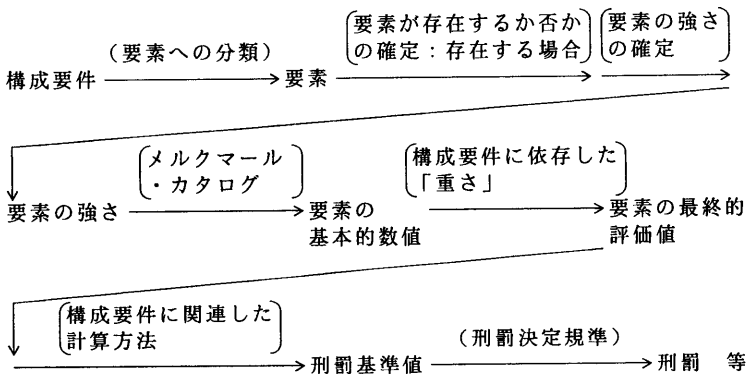 (要素への分類)
要素が存在するか否か
の確定：存在する場合
要素の強さ
の確定
構成要件
要素
メルクマール
・カタログ
構成要件に依存した
「重さ」
要素の強さ
要素の
基本的数値
要素の最終的
評価値
構成要件に関連した
計算方法
(刑罰決定規準)
刑罰基準値
刑罰 等